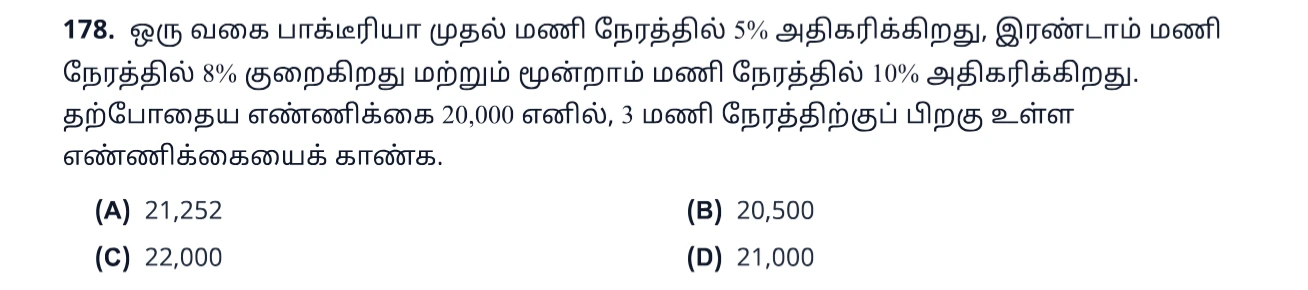 178. ஒரு வகை பாக்டீரியா முதல் மணி நேரத்தில் 5% அதிகரிக்கிறது, இரண்டாம் மணி
நேரத்தில் 8% குறைகிறது மற்றும் மூன்றாம் மணி நேரத்தில் 10% அதிகரிக்கிறது.
தற்போதைய எண்ணிக்கை 20,000 எனில், 3 மணி நேரத்திற்குப் பிறகு உள்ள
எண்ணிக்கையைக் காண்க.
(A) 21,252 (B) 20,500
(C) 22,000 (D) 21,000